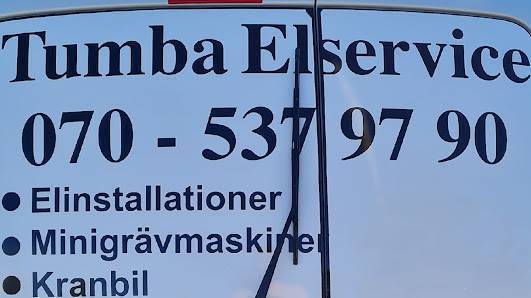 Tumba Elservice
070 - 537 97 90
• Elinstallationer
• Minigrävmaskiner
• Kranbil